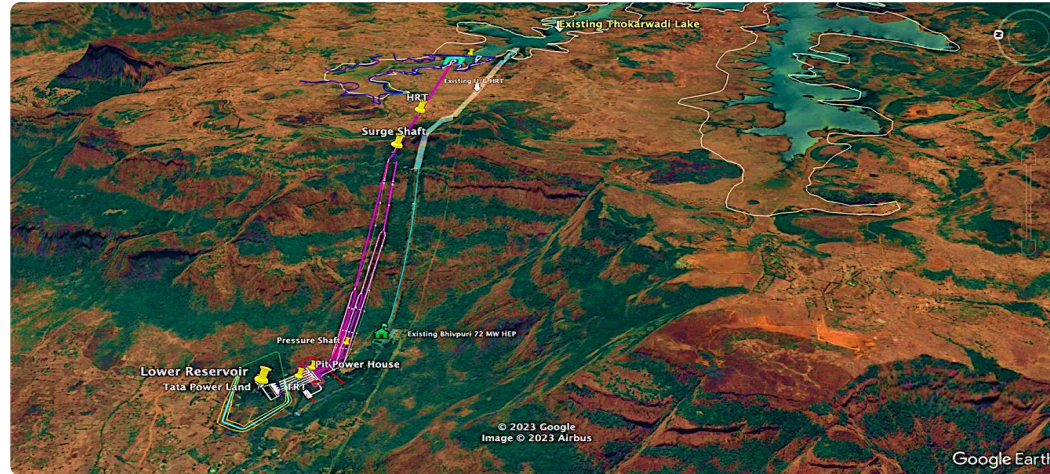 Existing Thokarwadi Lake
HRT
Surge Shaft
Existing Bhivpuri 72 MW HEP
Pressure Shaft
Pit Power House
Lower Reservoir
Tata Power Land
TRT
© 2023 Google
Image © 2023 Airbus
Google Earth